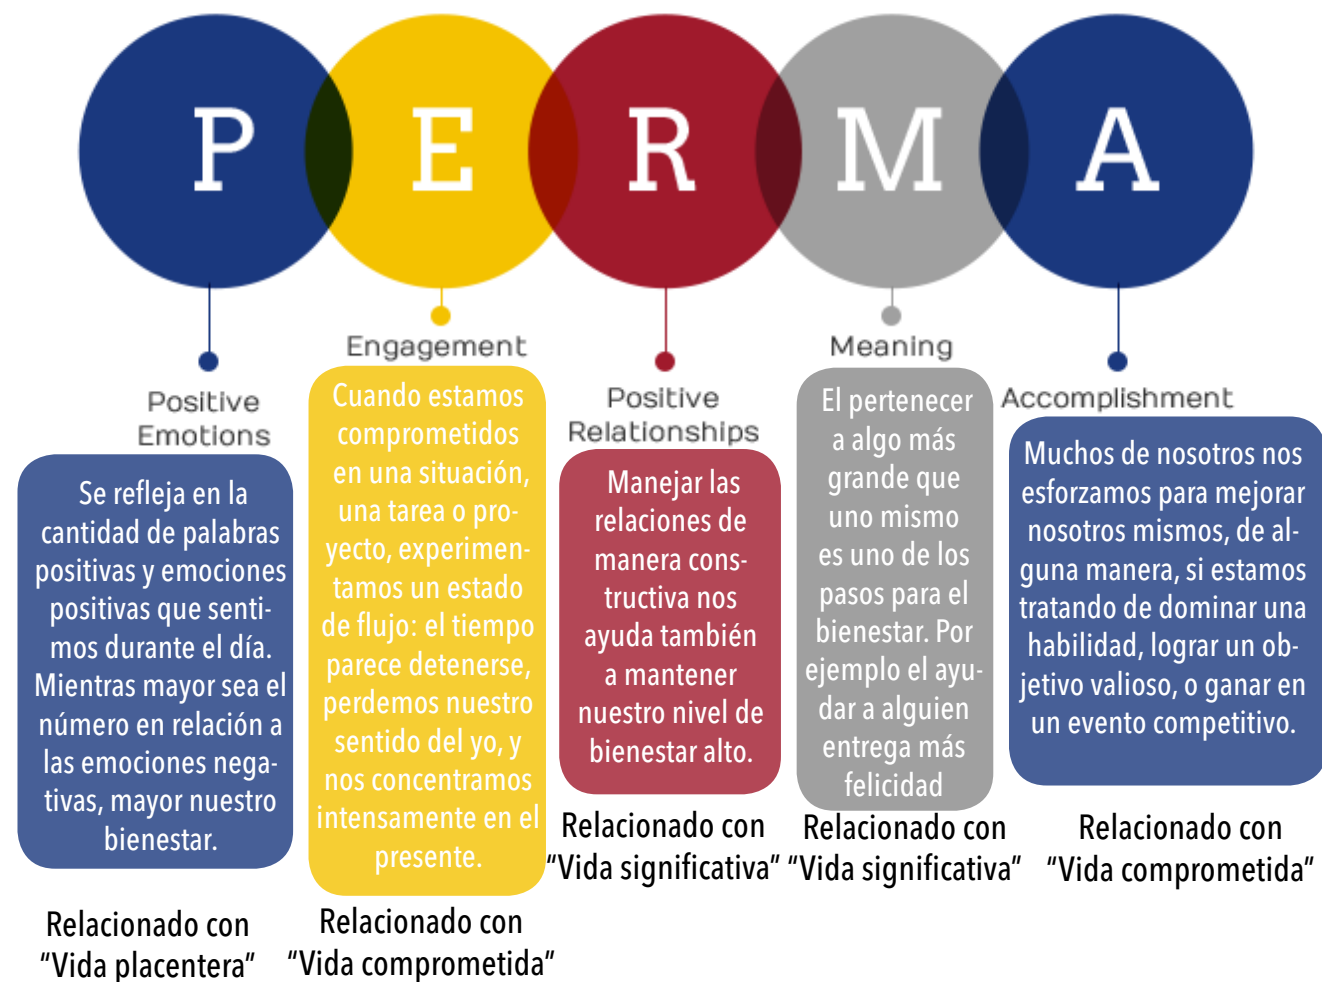 P
E
R
M
A
Positive
Emotions
Se refleja en la
cantidad de palabras
positivas y emociones
positivas que senti-
mos durante el día.
Mientras mayor sea el
número en relación a
las emociones nega-
tivas, mayor nuestro
bienestar.
Relacionado con
“Vida placentera”
Engagement
Cuando estamos
comprometidos
en una situación,
una tarea o pro-
yecto, experimen-
tamos un estado
de flujo: el tiempo
parece detenerse,
perdemos nuestro
sentido del yo, y
nos concentramos
intensamente en el
presente.
Relacionado con
“Vida comprometida”
Positive
Relationships
Manejar las
relaciones de
manera cons-
tructiva nos
ayuda también
a mantener
nuestro nivel de
bienestar alto.
Relacionado con
“Vida significativa”
Meaning
El pertenecer
a algo más
grande que
uno mismo
es uno de los
pasos para el
bienestar. Por
ejemplo el ayu-
dar a alguien
entrega más
felicidad
Relacionado con
“Vida significativa”
Accomplishment
Muchos de nosotros nos
esforzamos para mejorar
nosotros mismos, de al-
guna manera, si estamos
tratando de dominar una
habilidad, lograr un ob-
jetivo valioso, o ganar en
un evento competitivo.
Relacionado con
“Vida comprometida”